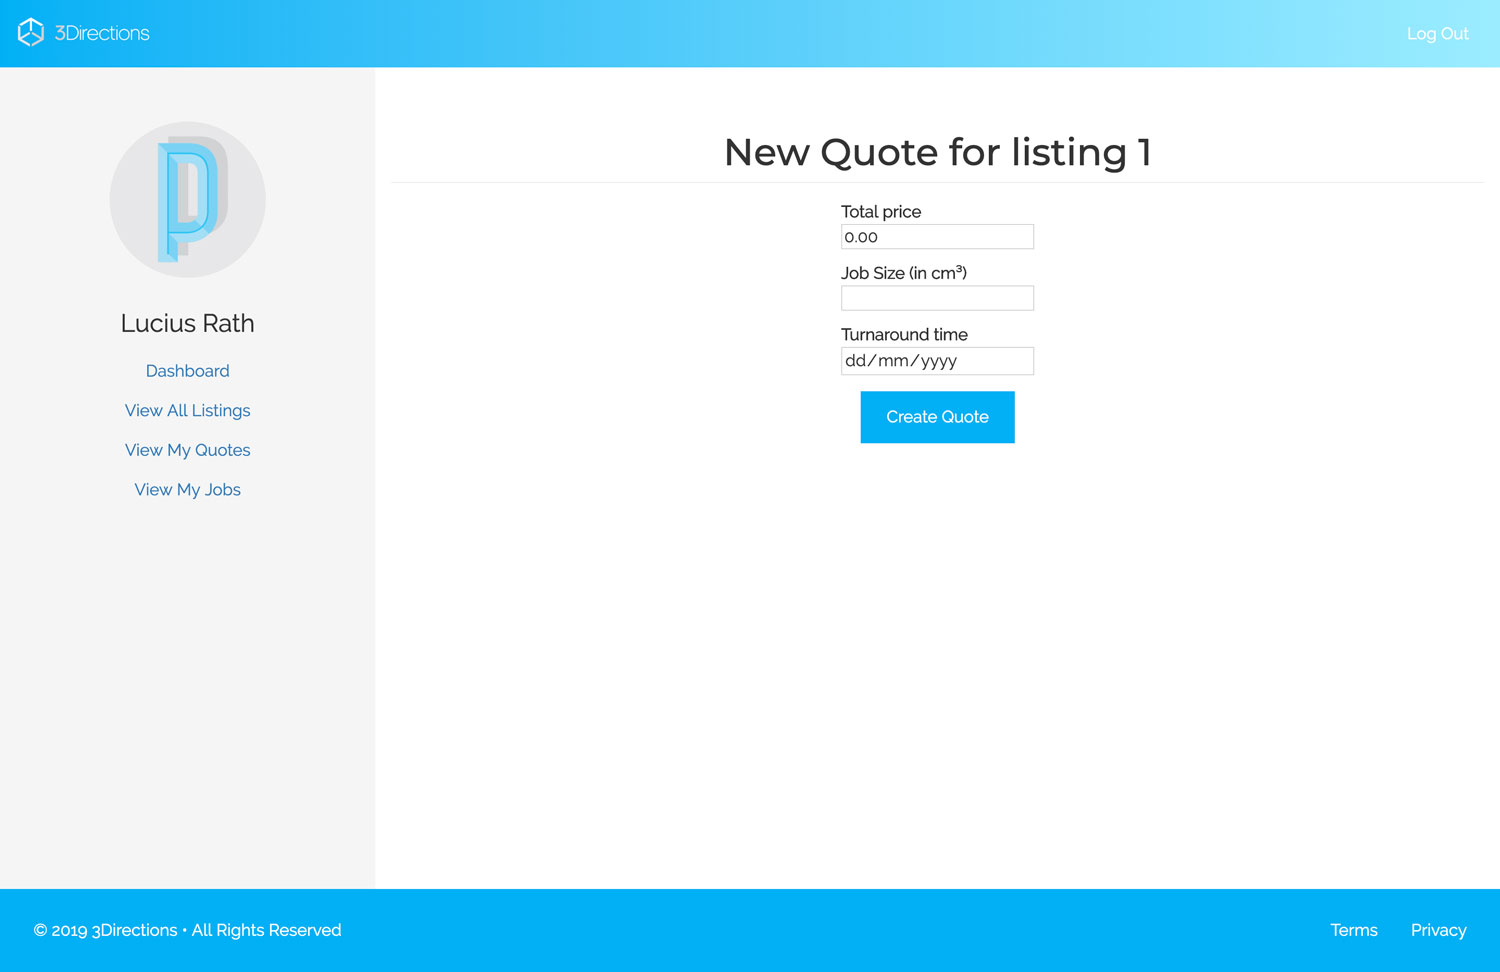 3Directions
Log Out
P
Lucius Rath
Dashboard
View All Listings
View My Quotes
View My Jobs
New Quote for listing 1
Total price
0.00
Job Size (in cm³)
Turnaround time
dd/mm/yyyy
Create Quote
© 2019 3Directions • All Rights Reserved
Terms
Privacy